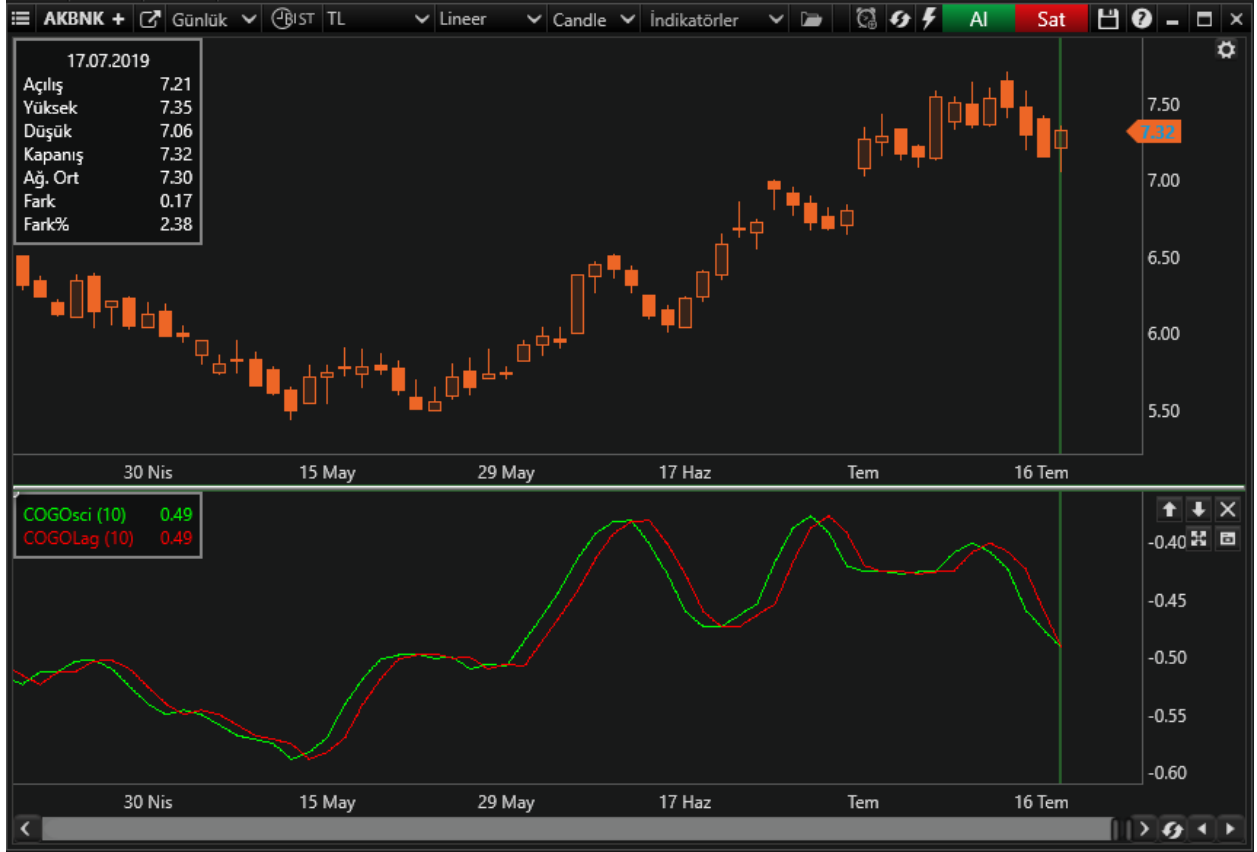 AKBNK + Günlük BIST TL Lineer Candle İndikatörler Al Sat
17.07.2019
Açılış 7.21
Yüksek 7.35
Düşük 7.06
Kapanış 7.32
Ağ. Ort 7.30
Fark 0.17
Fark% 2.38
7.50
7.32
7.00
6.50
6.00
5.50
30 Nis 15 May 29 May 17 Haz Tem 16 Tem
COGOsci (10) 0.49
COGOLag (10) 0.49
-0.40
-0.45
-0.50
-0.55
-0.60
30 Nis 15 May 29 May 17 Haz Tem 16 Tem